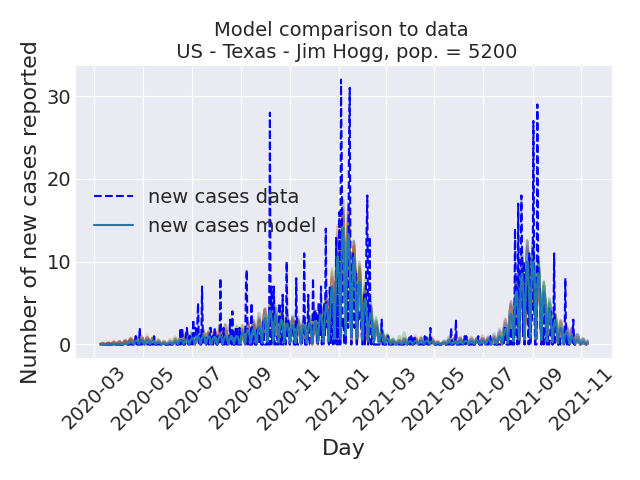 Model comparison to data
US - Texas - Jim Hogg, pop. = 5200
Number of new cases reported
30
20
10
0
new cases data
new cases model
2020-03
2020-05
2020-07
2020-09
2020-11
2021-01
2021-03
2021-05
2021-07
2021-09
2021-11
Day